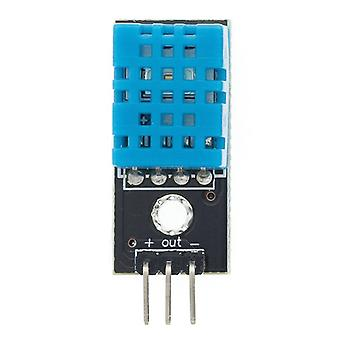 + out -